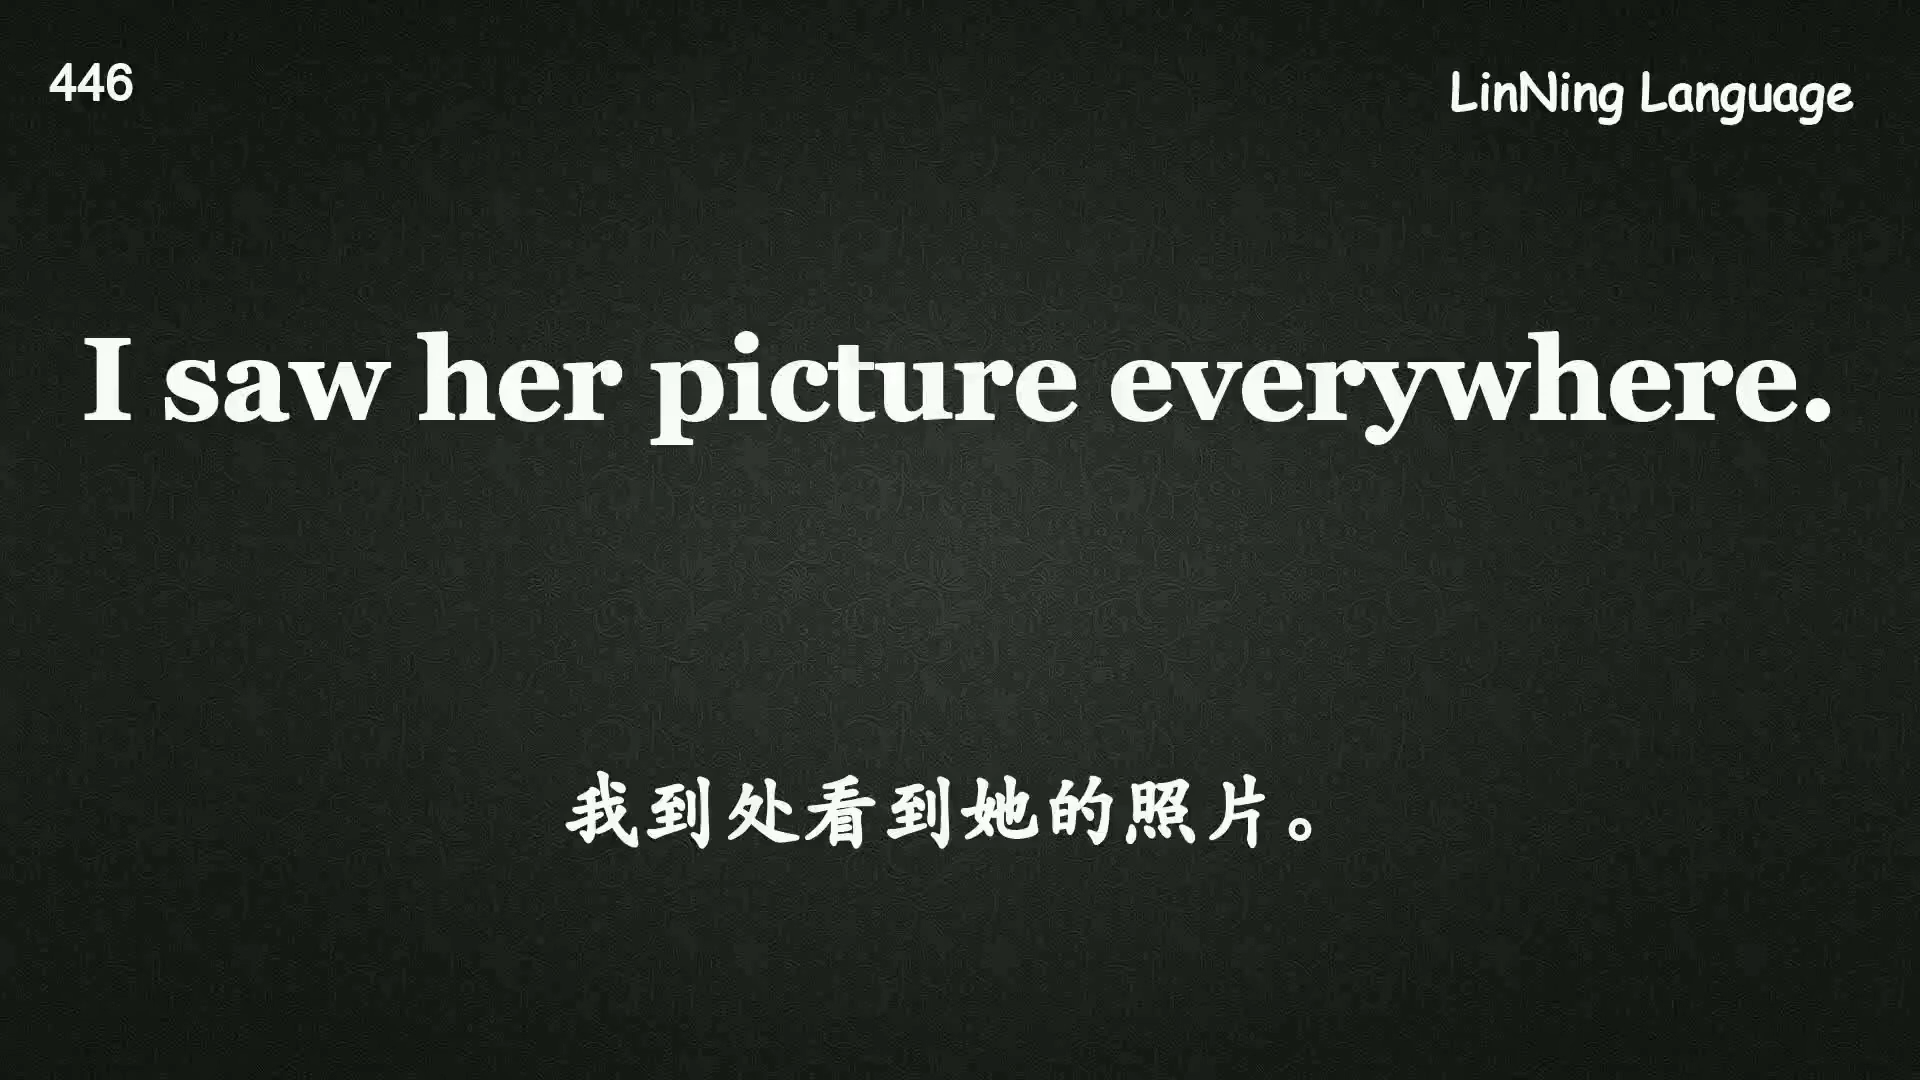 446
LinNing Language
I saw her picture everywhere.
我到处看到她的照片。